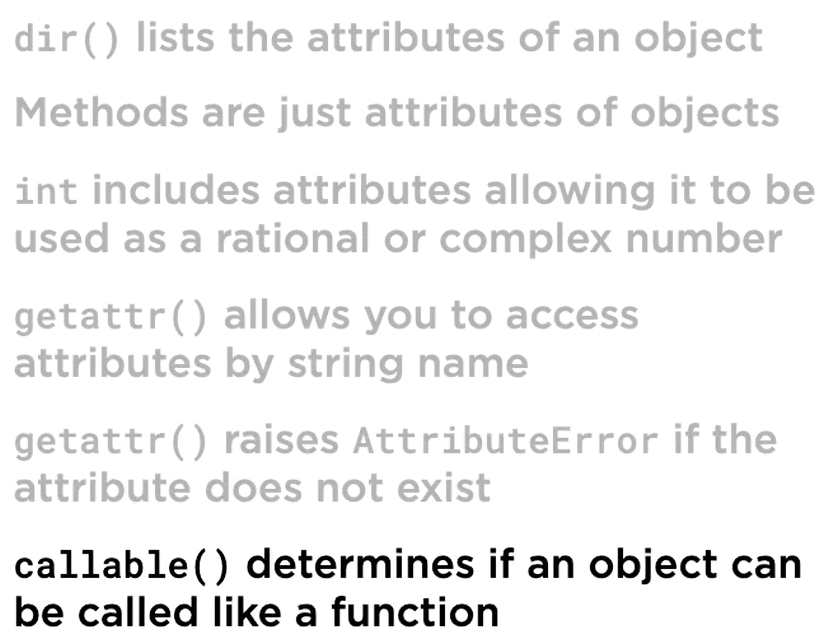 dir() lists the attributes of an object
Methods are just attributes of objects
int includes attributes allowing it to be
used as a rational or complex number
getattr() allows you to access
attributes by string name
getattr() raises AttributeError if the
attribute does not exist
callable() determines if an object can
be called like a function